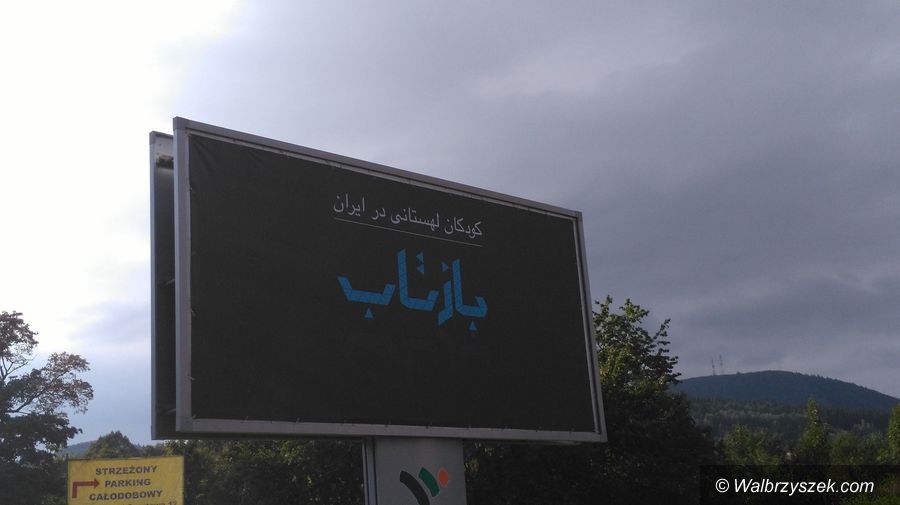 کودکان لهستانی در ایران
بازتاب
STRZEŻONY
PARKING
CAŁODOBOWY
© Walbrzyszek.com